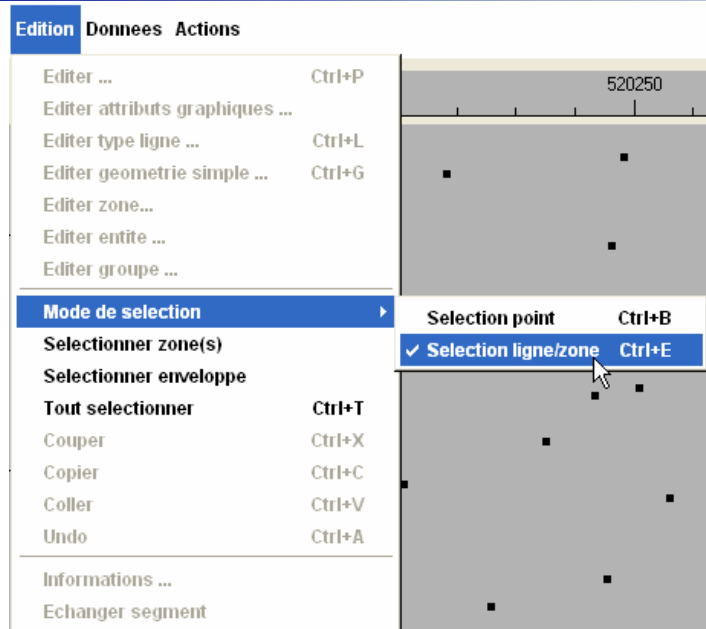 Edition Donnees Actions
Editer ... Ctrl+P
520250
Editer attributs graphiques ...
Editer type ligne ... Ctrl+L
Editer geometrie simple ... Ctrl+G
Editer zone...
Editer entite ...
Editer groupe ...
Mode de selection
Selection point Ctrl+B
Selectionner zone(s)
Selection ligne/zone Ctrl+E
Selectionner enveloppe
Tout selectionner Ctrl+T
Couper Ctrl+X
Copier Ctrl+C
Coller Ctrl+V
Undo Ctrl+A
Informations ...
Echanger segment